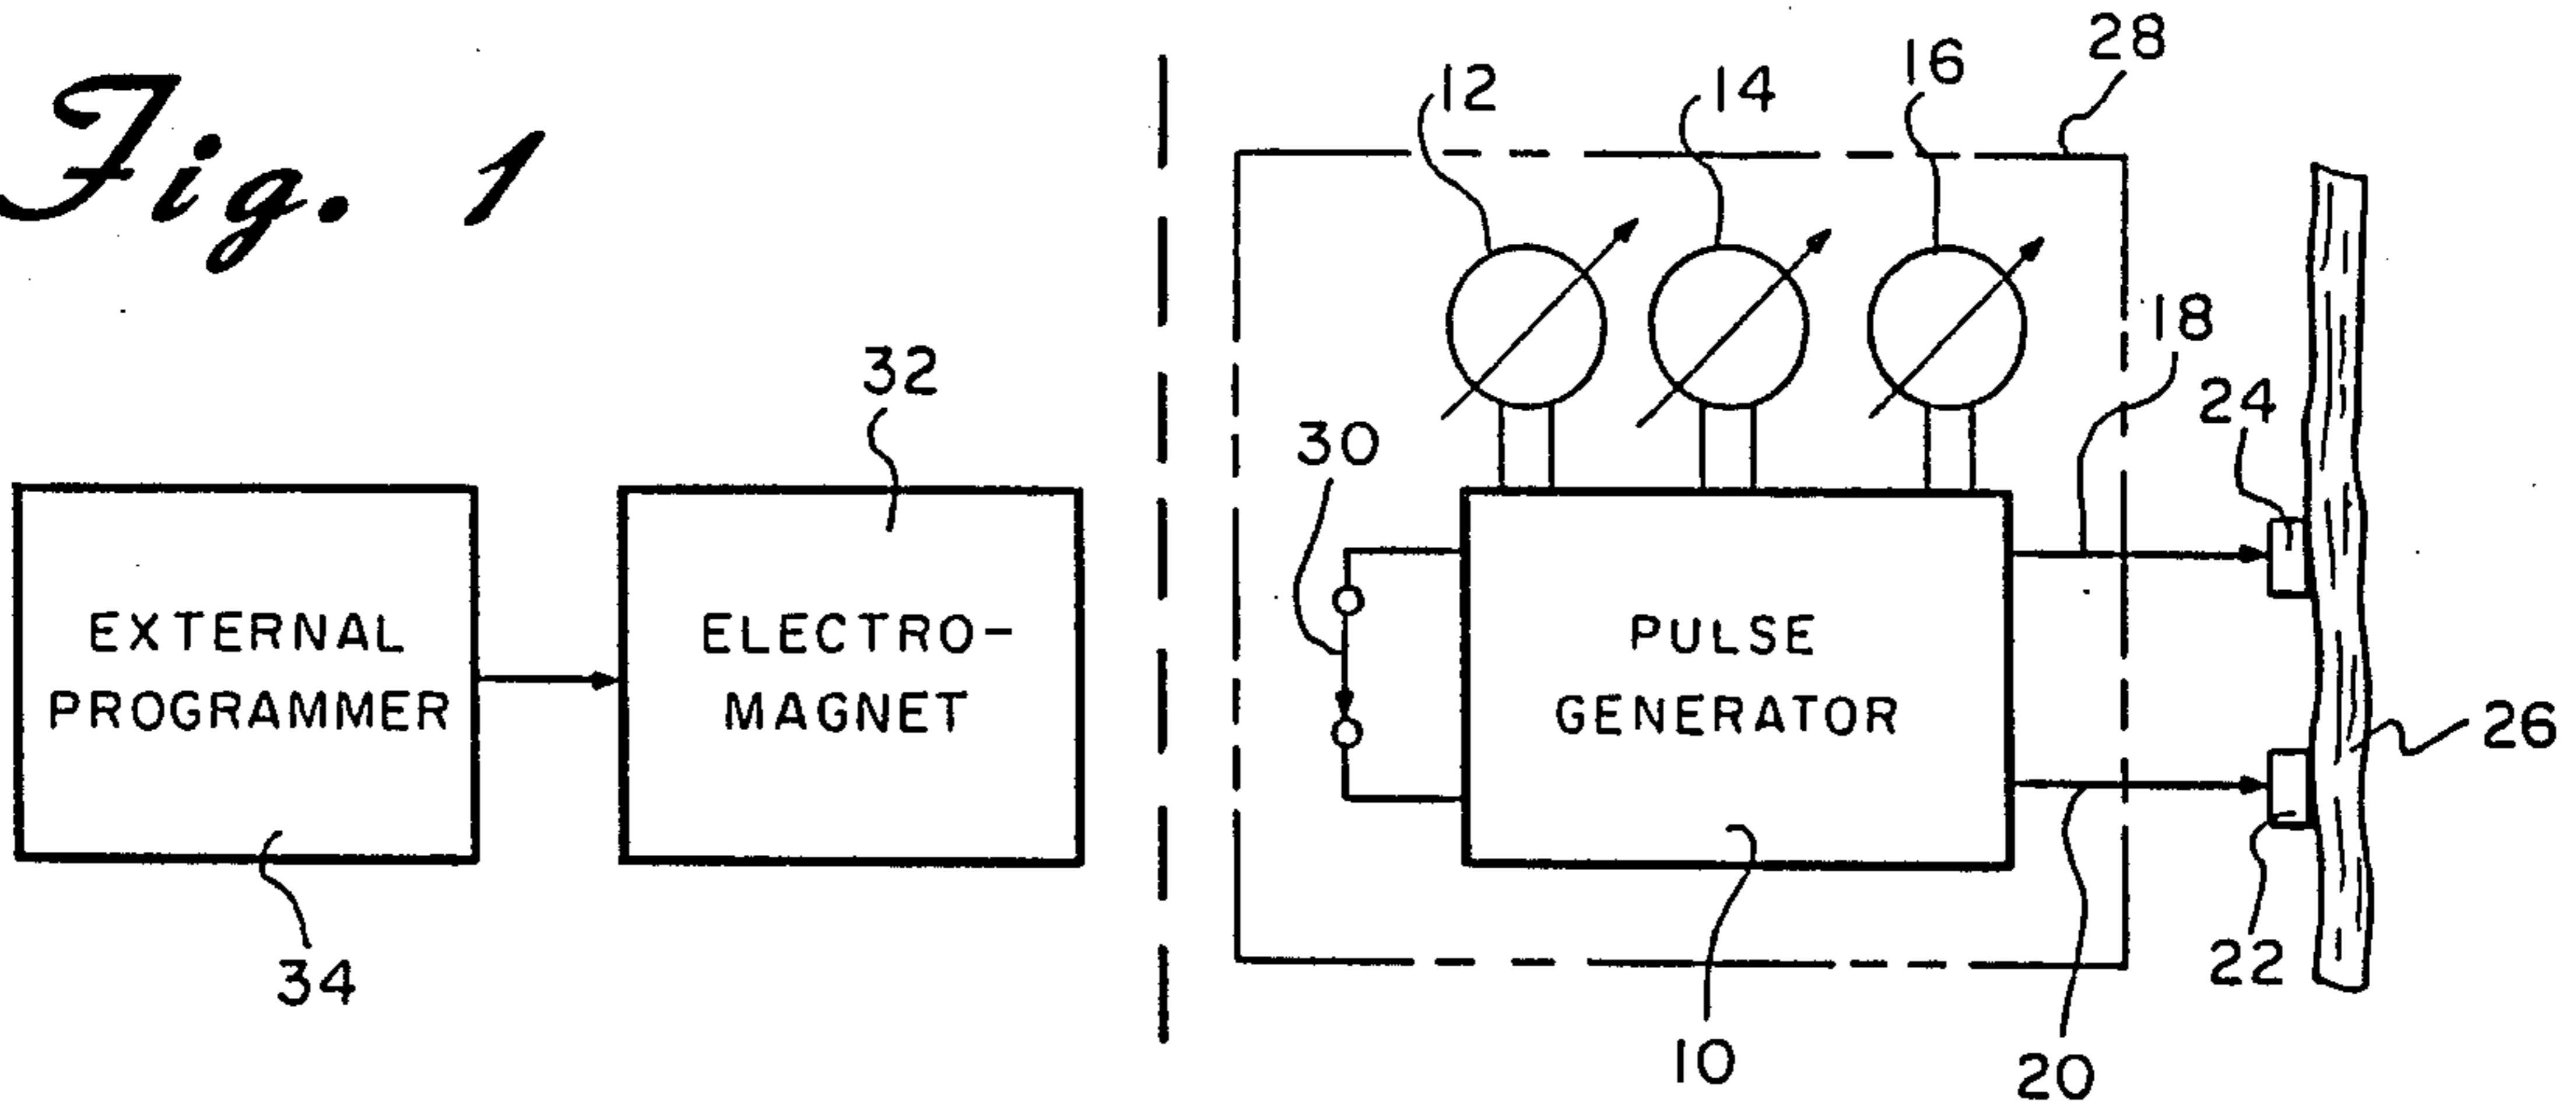 Fig. 1
12
14
16
28
18
24
32
30
EXTERNAL
PROGRAMMER
ELECTRO-
MAGNET
PULSE
GENERATOR
26
34
22
10
20